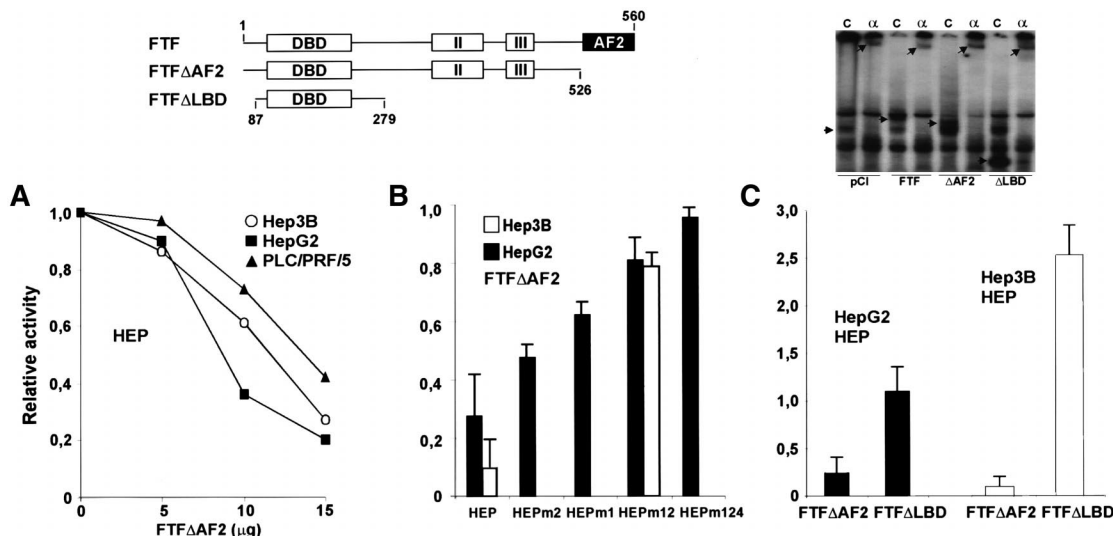 1
560
FTF
DBD
II
III
AF2
FTFΔAF2
DBD
II
III
526
FTFΔLBD
DBD
87
279
C α C α C α C α
pCI FTF ΔAF2 ΔLBD
A
Relative activity
1,0
0,8
0,6
0,4
0,2
0
0 5 10 15
FTFΔAF2 (μg)
Hep3B
HepG2
PLC/PRF/5
HEP
B
1,0
0,8
0,6
0,4
0,2
0
Hep3B
HepG2
FTFΔAF2
HEP HEPm2 HEPm1 HEPm12 HEPm124
C
3,0
2,5
2,0
1,5
1,0
0,5
0
HepG2
HEP
Hep3B
HEP
FTFΔAF2 FTFΔLBD FTFΔAF2 FTFΔLBD